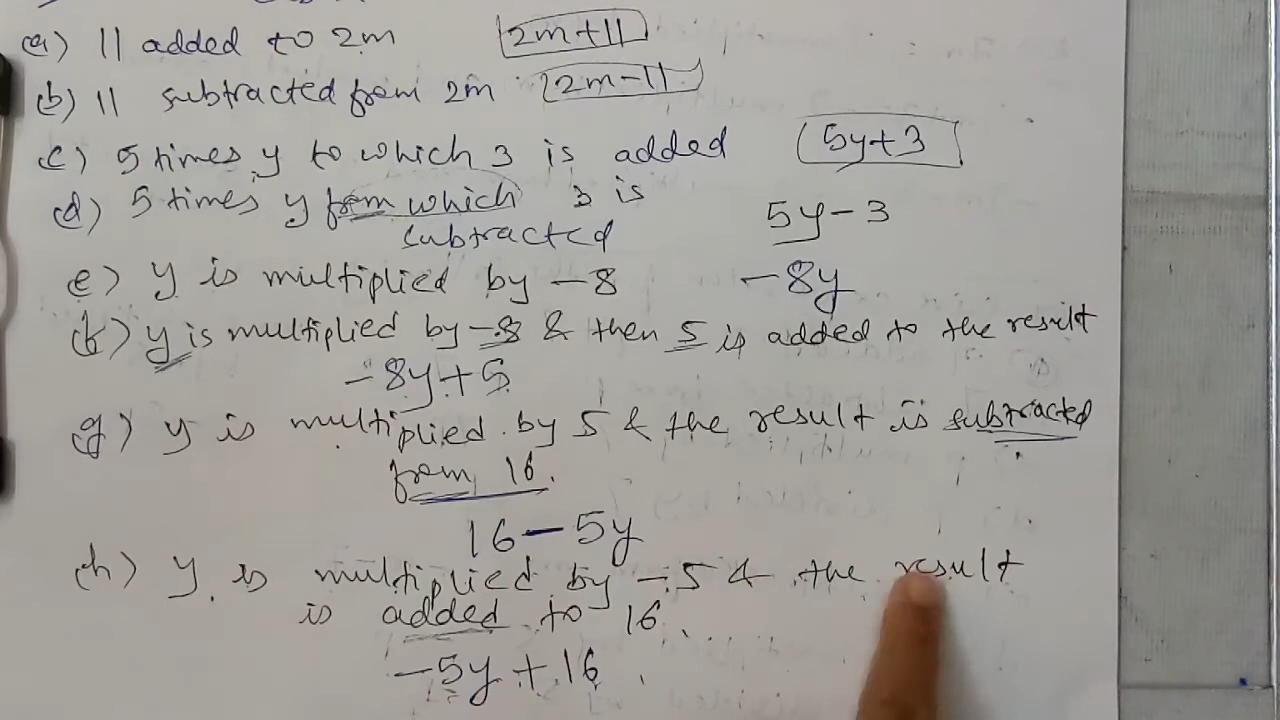 (a) 11 added to 2m 2m+11
(b) 11 subtracted from 2m 2m-11
(c) 5 times y to which 3 is added 5y+3
(d) 5 times y from which 3 is
subtracted 5y-3
(e) y is multiplied by -8 -8y
(f) y is multiplied by -8 & then 5 is added to the result
-8y+5
(g) y is multiplied by 5 & the result is subtracted
from 16.
16-5y
(h) y is multiplied by -5 & the result
is added to 16.
-5y+16.